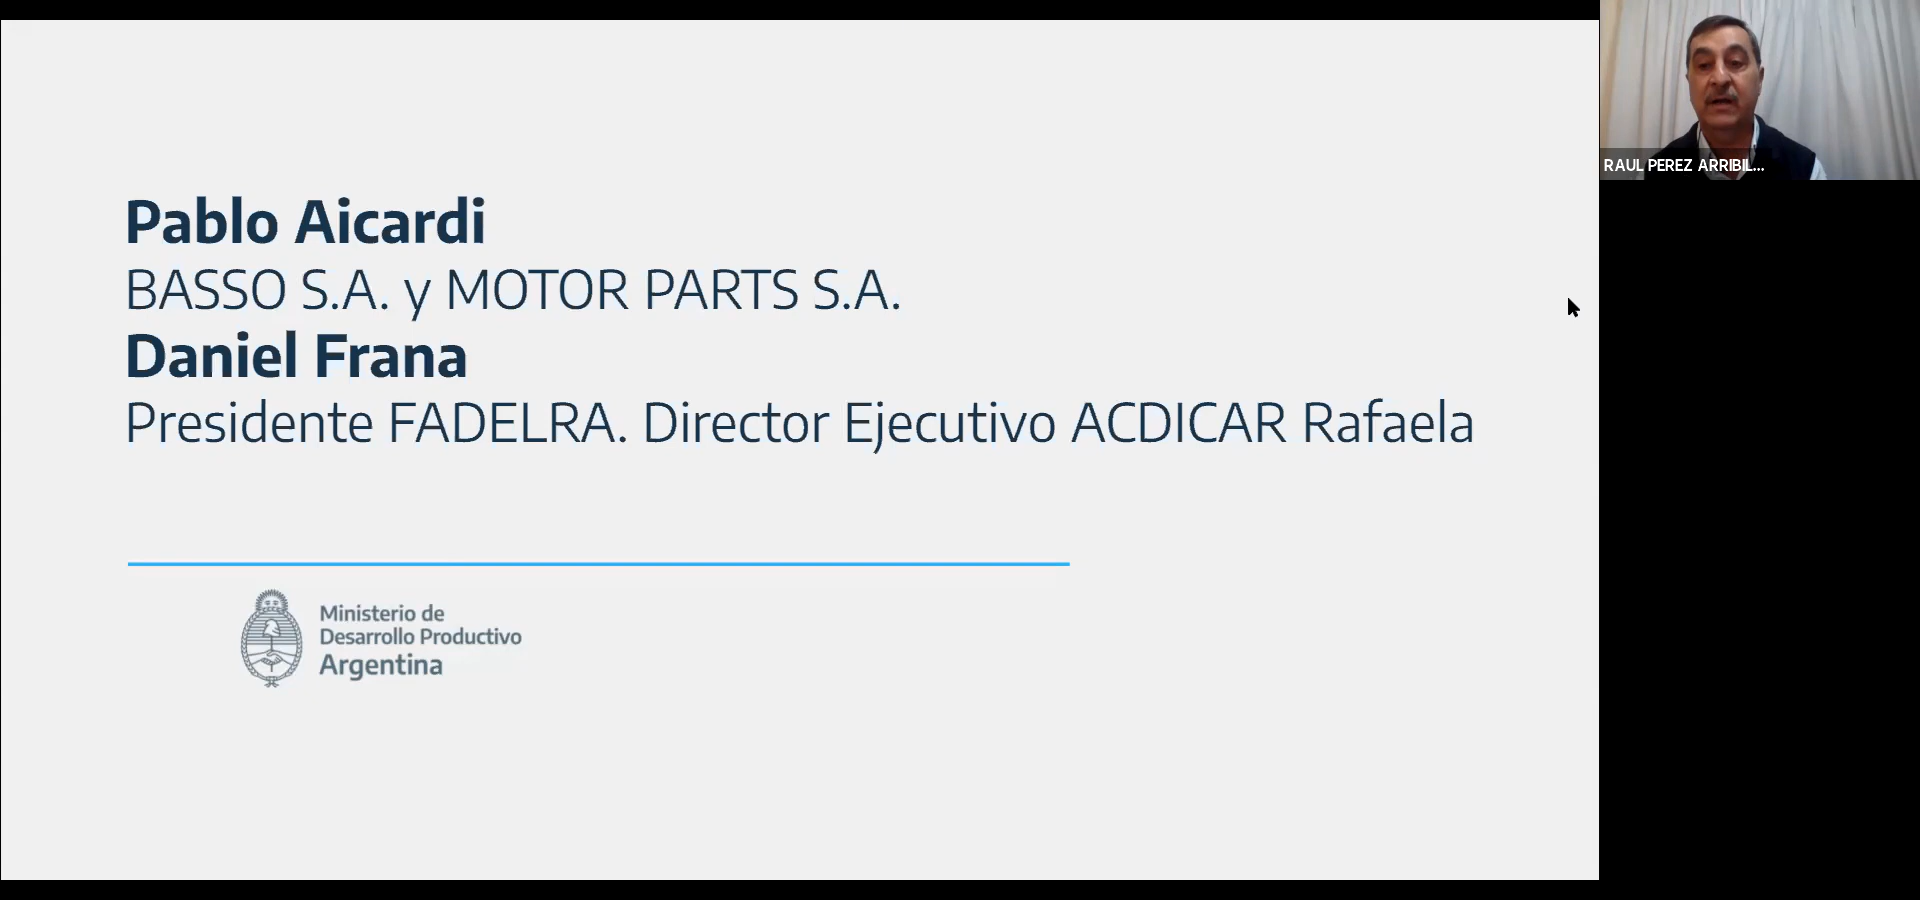 Pablo Aicardi
BASSO S.A. y MOTOR PARTS S.A.
Daniel Frana
Presidente FADELRA. Director Ejecutivo ACDICAR Rafaela
Ministerio de
Desarrollo Productivo
Argentina
RAUL PEREZ ARRIBIL...